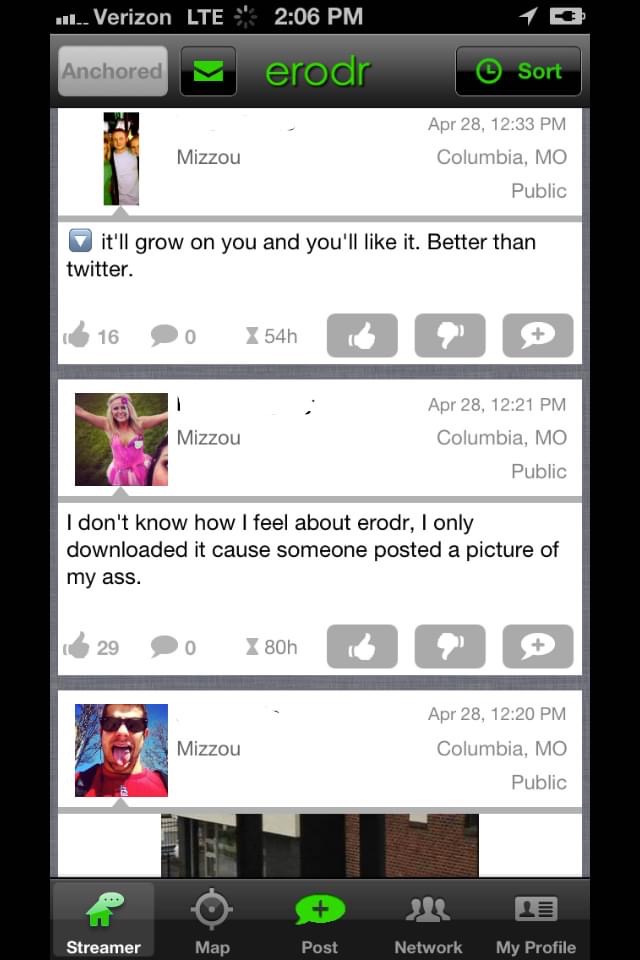 Verizon LTE 2:06 PM
Anchored erodr Sort
Apr 28, 12:33 PM
Mizzou Columbia, MO
Public
it'll grow on you and you'll like it. Better than
twitter.
16 0 54h
Apr 28, 12:21 PM
Mizzou Columbia, MO
Public
I don't know how I feel about erodr, I only
downloaded it cause someone posted a picture of
my ass.
29 0 80h
Apr 28, 12:20 PM
Mizzou Columbia, MO
Public
Streamer Map Post Network My Profile